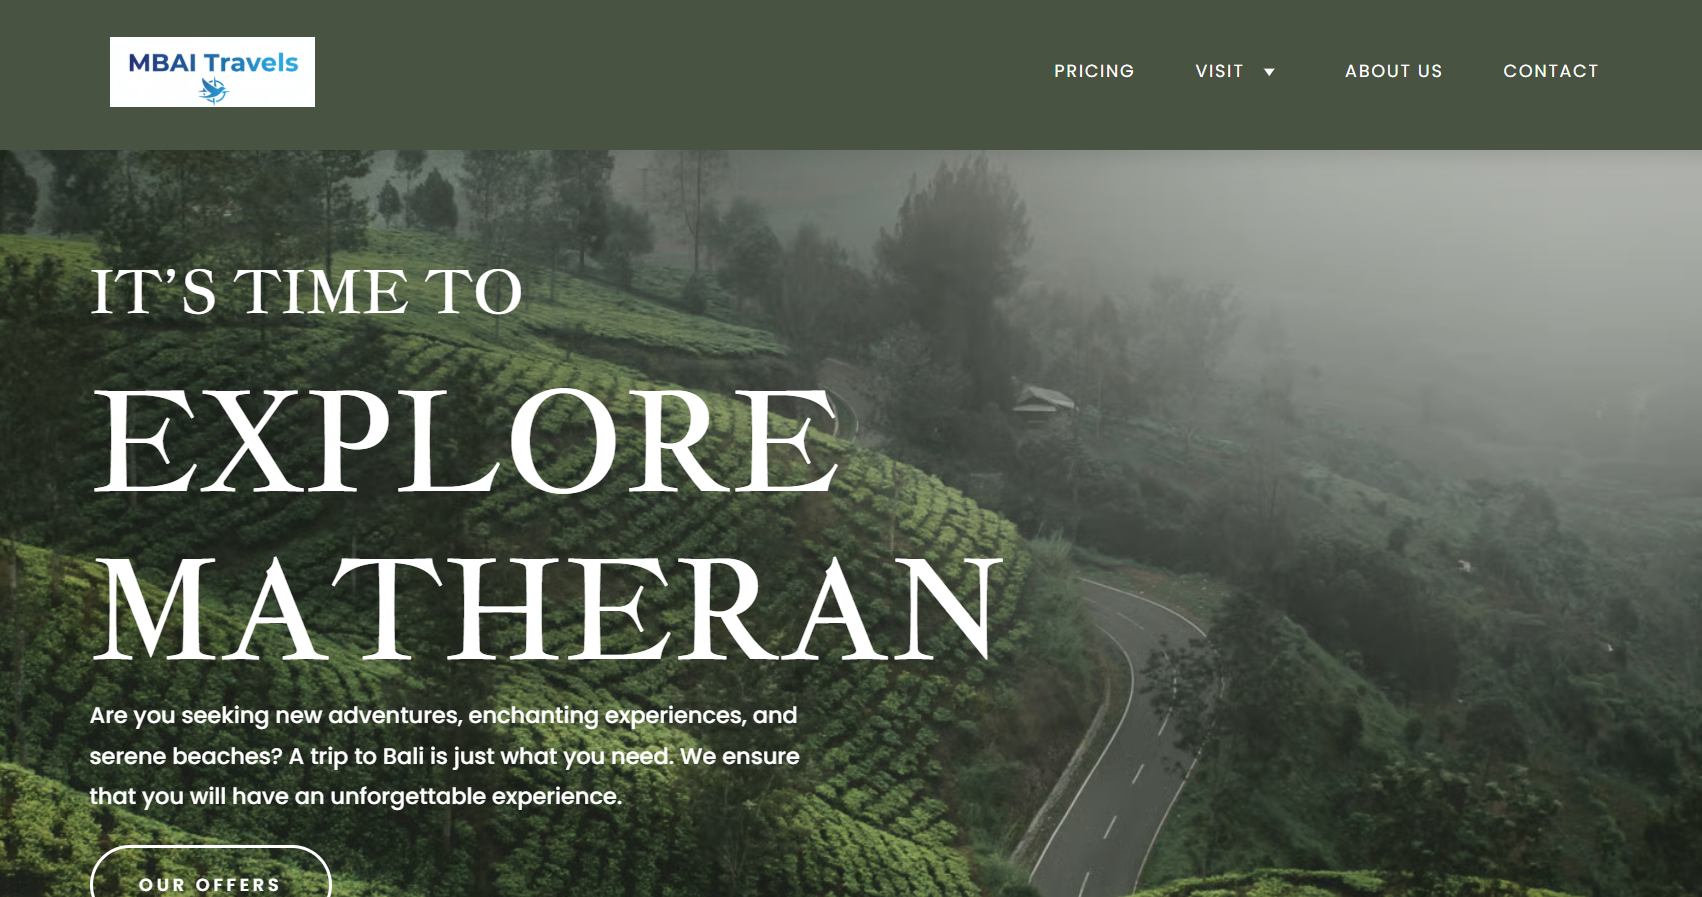 MBAI Travels
PRICING
VISIT
ABOUT US
CONTACT
IT’S TIME TO
EXPLORE
MATHERAN
Are you seeking new adventures, enchanting experiences, and
serene beaches? A trip to Bali is just what you need. We ensure
that you will have an unforgettable experience.
OUR OFFERS